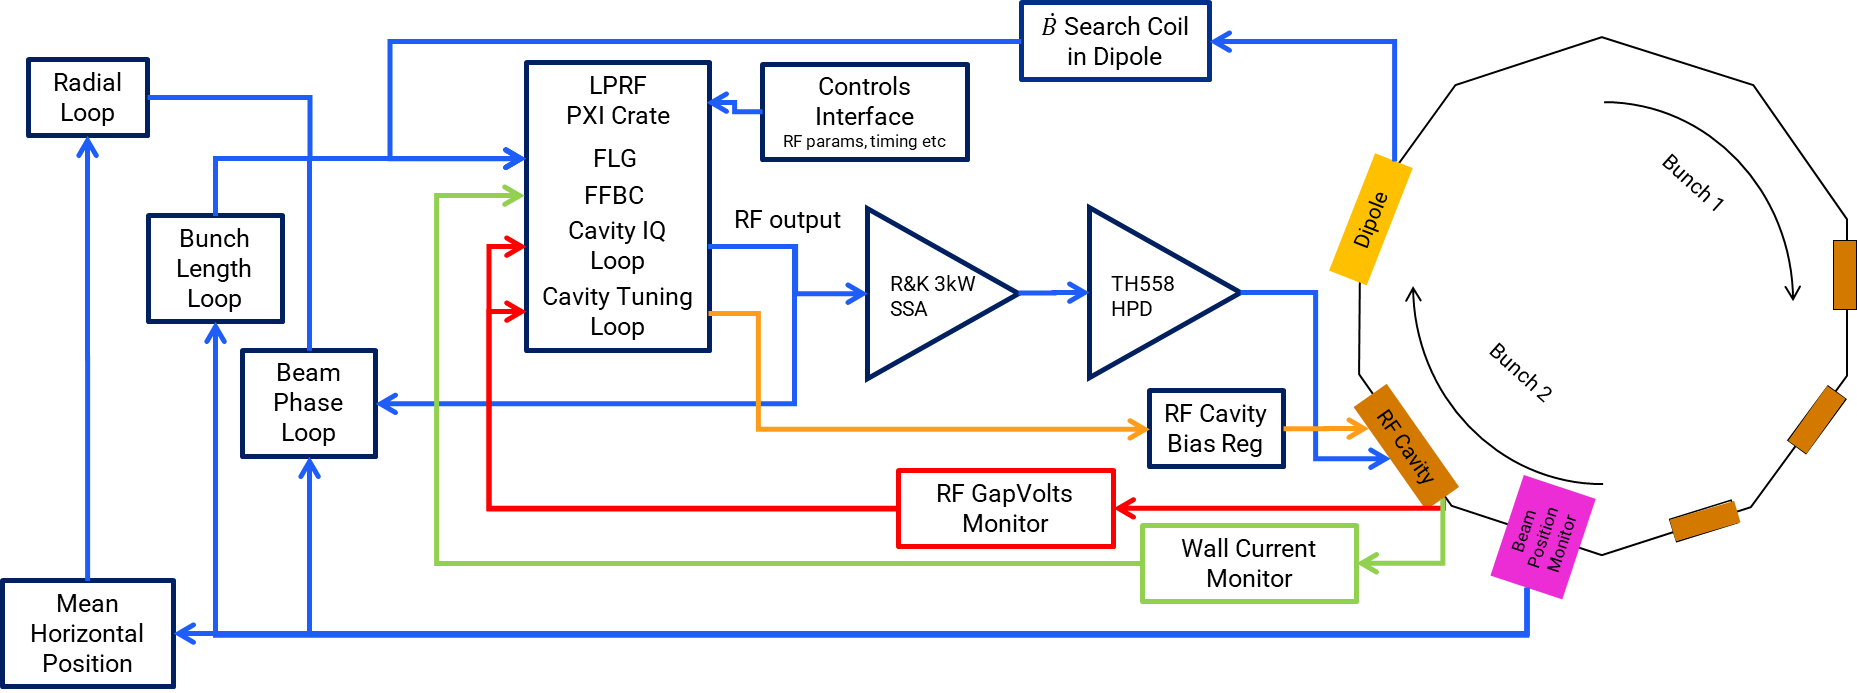 Ḃ Search Coil
in Dipole
Radial
Loop
LPRF
PXI Crate
FLG
FFBC
Cavity IQ
Loop
Cavity Tuning
Loop
Controls
Interface
RF params, timing etc
Bunch 1
Dipole
RF output
Bunch
Length
Loop
R&K 3kW
SSA
TH558
HPD
Bunch 2
Beam
Phase
Loop
RF Cavity
Bias Reg
RF Cavity
RF GapVolts
Monitor
Wall Current
Monitor
Beam
Position
Monitor
Mean
Horizontal
Position